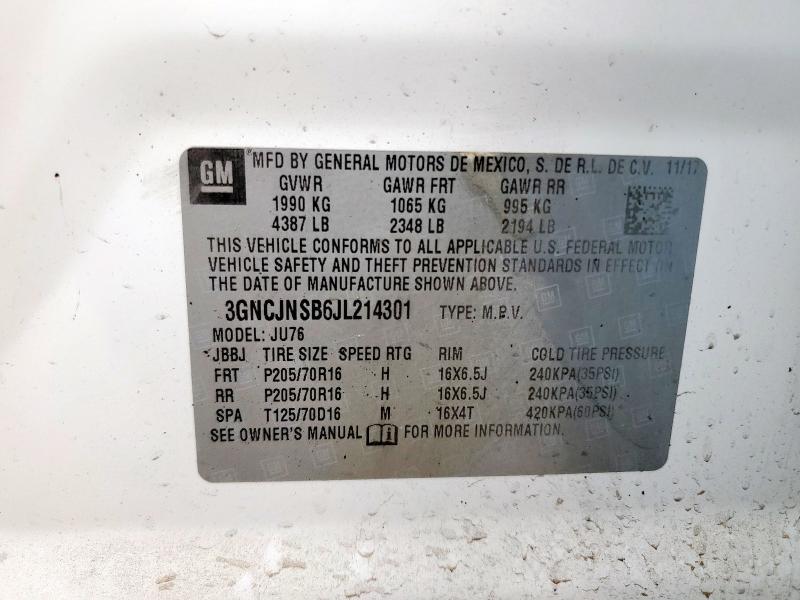 GM MFD BY GENERAL MOTORS DE MEXICO, S. DE R.L. DE C.V. 11/17
GVWR GAWR FRT GAWR RR
1990 KG 1065 KG 995 KG
4387 LB 2348 LB 2194 LB
THIS VEHICLE CONFORMS TO ALL APPLICABLE U.S. FEDERAL MOTOR
VEHICLE SAFETY AND THEFT PREVENTION STANDARDS IN EFFECT ON
THE DATE OF MANUFACTURE SHOWN ABOVE.
3GNCJNSB6JL214301 TYPE: M.P.V.
MODEL: JU76
JBBJ TIRE SIZE SPEED RTG RIM COLD TIRE PRESSURE
FRT P205/70R16 H 16X6.5J 240KPA(35PSI)
RR P205/70R16 H 16X6.5J 240KPA(35PSI)
SPA T125/70D16 M 16X4T 420KPA(60PSI)
SEE OWNER'S MANUAL FOR MORE INFORMATION.